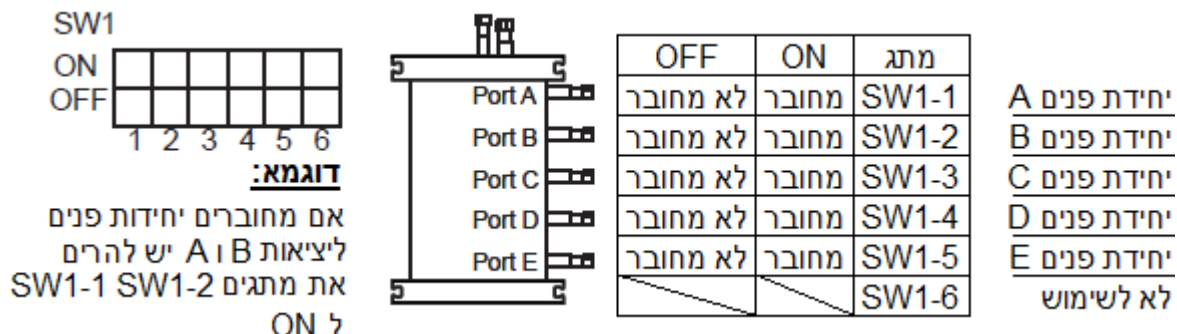 SW1
ON
OFF
1 2 3 4 5 6
דוגמא:
אם מחוברים יחידות פנים
ליציאות B ו A יש להרים
את מתגים SW1-1 SW1-2
ל ON
Port A
Port B
Port C
Port D
Port E
מתג ON OFF
SW1-1 מחובר לא מחובר
SW1-2 מחובר לא מחובר
SW1-3 מחובר לא מחובר
SW1-4 מחובר לא מחובר
SW1-5 מחובר לא מחובר
SW1-6
יחידת פנים A
יחידת פנים B
יחידת פנים C
יחידת פנים D
יחידת פנים E
לא לשימוש